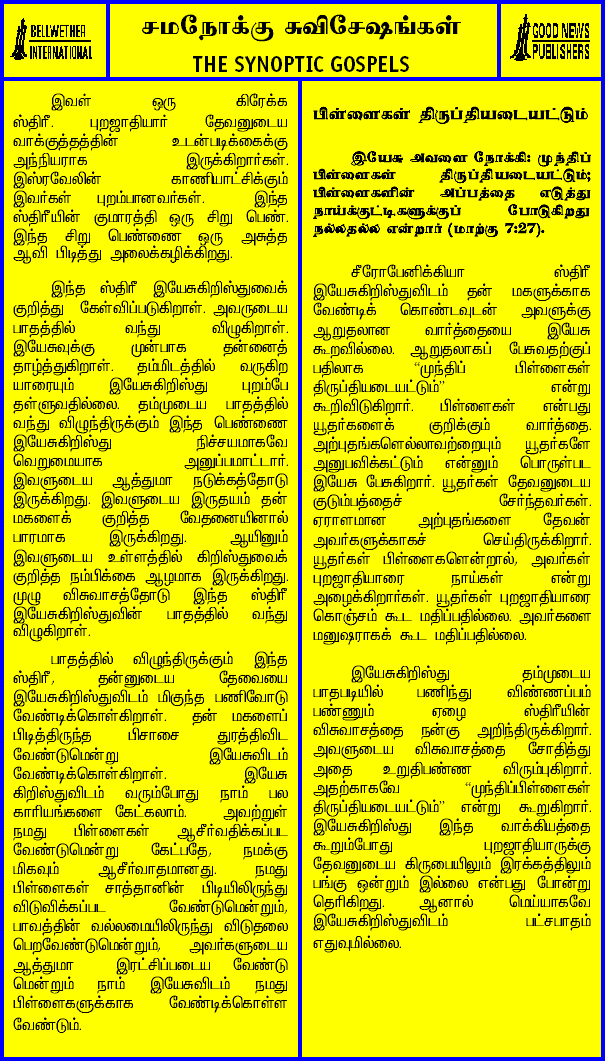 BELLWETHER
INTERNATIONAL
சமநோக்கு சுவிசேஷங்கள்
THE SYNOPTIC GOSPELS
GOOD NEWS
PUBLISHERS
இவள் ஒரு கிரேக்க
ஸ்திரீ. புறஜாதியார் தேவனுடைய
வாக்குத்தத்தின் உடன்படிக்கைக்கு
அந்நியராக இருக்கிறார்கள்.
இஸ்ரவேலின் காணியாட்சிக்கும்
இவர்கள் புறம்பானவர்கள். இந்த
ஸ்திரீயின் குமாரத்தி ஒரு சிறு பெண்.
இந்த சிறு பெண்ணை ஒரு அசுத்த
ஆவி பிடித்து அலைக்கழிக்கிறது.
இந்த ஸ்திரீ இயேசுகிறிஸ்துவைக்
குறித்து கேள்விப்படுகிறாள். அவருடைய
பாதத்தில் வந்து விழுகிறாள்.
இயேசுவுக்கு முன்பாக தன்னைத்
தாழ்த்துகிறாள். தம்மிடத்தில் வருகிற
யாரையும் இயேசுகிறிஸ்து புறம்பே
தள்ளுவதில்லை. தம்முடைய பாதத்தில்
வந்து விழுந்திருக்கும் இந்த பெண்ணை
இயேசுகிறிஸ்து நிச்சயமாகவே
வெறுமையாக அனுப்பமாட்டார்.
இவளுடைய ஆத்துமா நடுக்கத்தோடு
இருக்கிறது. இவளுடைய இருதயம் தன்
மகளைக் குறித்த வேதனையினால்
பாரமாக இருக்கிறது. ஆயினும்
இவளுடைய உள்ளத்தில் கிறிஸ்துவைக்
குறித்த நம்பிக்கை ஆழமாக இருக்கிறது.
முழு விசுவாசத்தோடு இந்த ஸ்திரீ
இயேசுகிறிஸ்துவின் பாதத்தில் வந்து
விழுகிறாள்.
பாதத்தில் விழுந்திருக்கும் இந்த
ஸ்திரீ, தன்னுடைய தேவையை
இயேசுகிறிஸ்துவிடம் மிகுந்த பணிவோடு
வேண்டிக்கொள்கிறாள். தன் மகளைப்
பிடித்திருந்த பிசாசை துரத்திவிட
வேண்டுமென்று இயேசுவிடம்
வேண்டிக்கொள்கிறாள். இயேசு
கிறிஸ்துவிடம் வரும்போது நாம் பல
காரியங்களை கேட்கலாம். அவற்றுள்
நமது பிள்ளைகள் ஆசீர்வதிக்கப்பட
வேண்டுமென்று கேட்பதே, நமக்கு
மிகவும் ஆசீர்வாதமானது. நமது
பிள்ளைகள் சாத்தானின் பிடியிலிருந்து
விடுவிக்கப்பட வேண்டுமென்றும்,
பாவத்தின் வல்லமையிலிருந்து விடுதலை
பெறவேண்டுமென்றும், அவர்களுடைய
ஆத்துமா இரட்சிப்படைய வேண்டு
மென்றும் நாம் இயேசுவிடம் நமது
பிள்ளைகளுக்காக வேண்டிக்கொள்ள
வேண்டும்.
பிள்ளைகள் திருப்தியடையட்டும்
இயேசு அவளை நோக்கி: முந்திப்
பிள்ளைகள் திருப்தியடையட்டும்;
பிள்ளைகளின் அப்பத்தை எடுத்து
நாய்க்குட்டிகளுக்குப் போடுகிறது
நல்லதல்ல என்றார் (மாற்கு 7:27).
சீரோபேனிக்கியா ஸ்திரீ
இயேசுகிறிஸ்துவிடம் தன் மகளுக்காக
வேண்டிக் கொண்டவுடன் அவளுக்கு
ஆறுதலான வார்த்தையை இயேசு
கூறவில்லை. ஆறுதலாகப் பேசுவதற்குப்
பதிலாக “முந்திப் பிள்ளைகள்
திருப்தியடையட்டும்” என்று
கூறிவிடுகிறார். பிள்ளைகள் என்பது
யூதர்களைக் குறிக்கும் வார்த்தை.
அற்புதங்களெல்லாவற்றையும் யூதர்களே
அனுபவிக்கட்டும் என்னும் பொருள்பட
இயேசு பேசுகிறார். யூதர்கள் தேவனுடைய
குடும்பத்தைச் சேர்ந்தவர்கள்.
ஏராளமான அற்புதங்களை தேவன்
அவர்களுக்காகச் செய்திருக்கிறார்.
யூதர்கள் பிள்ளைகளென்றால், அவர்கள்
புறஜாதியாரை நாய்கள் என்று
அழைக்கிறார்கள். யூதர்கள் புறஜாதியாரை
கொஞ்சம் கூட மதிப்பதில்லை. அவர்களை
மனுஷராகக் கூட மதிப்பதில்லை.
இயேசுகிறிஸ்து தம்முடைய
பாதபடியில் பணிந்து விண்ணப்பம்
பண்ணும் ஏழை ஸ்திரீயின்
விசுவாசத்தை நன்கு அறிந்திருக்கிறார்.
அவளுடைய விசுவாசத்தை சோதித்து
அதை உறுதிபண்ண விரும்புகிறார்.
அதற்காகவே “முந்திப்பிள்ளைகள்
திருப்தியடையட்டும்” என்று கூறுகிறார்.
இயேசுகிறிஸ்து இந்த வாக்கியத்தை
கூறும்போது புறஜாதியாருக்கு
தேவனுடைய கிருபையிலும் இரக்கத்திலும்
பங்கு ஒன்றும் இல்லை என்பது போன்று
தெரிகிறது. ஆனால் மெய்யாகவே
இயேசுகிறிஸ்துவிடம் பட்சபாதம்
எதுவுமில்லை.